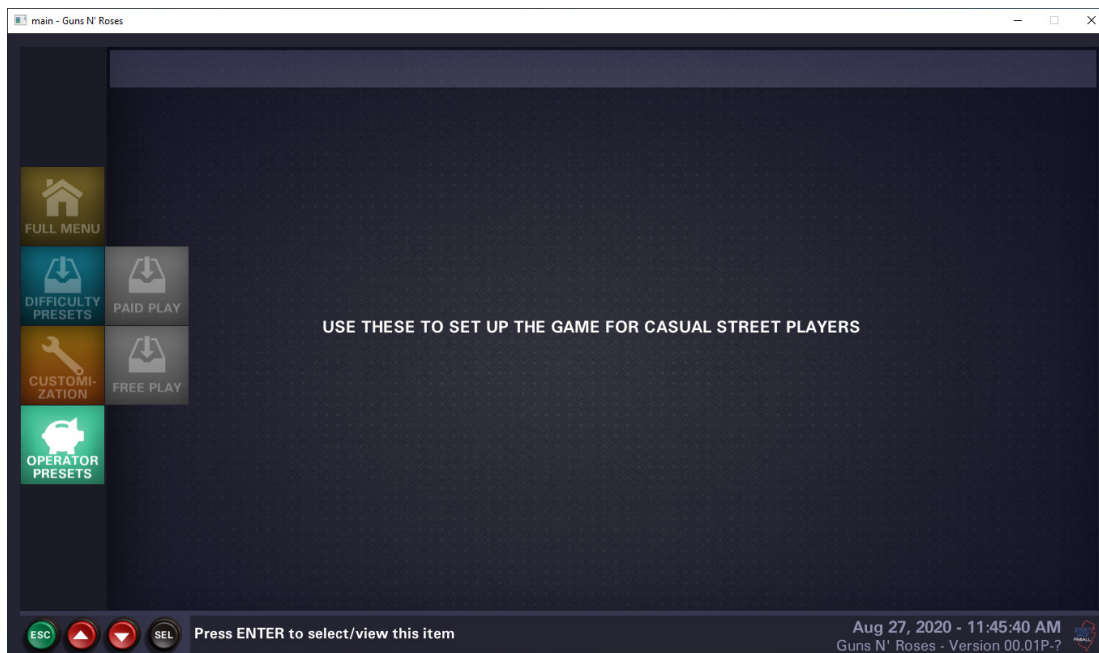 main - Guns N' Roses
FULL MENU
DIFFICULTY
PRESETS
PAID PLAY
CUSTOMI-
ZATION
FREE PLAY
OPERATOR
PRESETS
USE THESE TO SET UP THE GAME FOR CASUAL STREET PLAYERS
ESC
SEL
Press ENTER to select/view this item
Aug 27, 2020 - 11:45:40 AM
Guns N' Roses - Version 00.01P-?
PINBALL